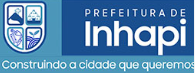 PREFEITURA DE
Inhapi
Construindo a cidade que queremos